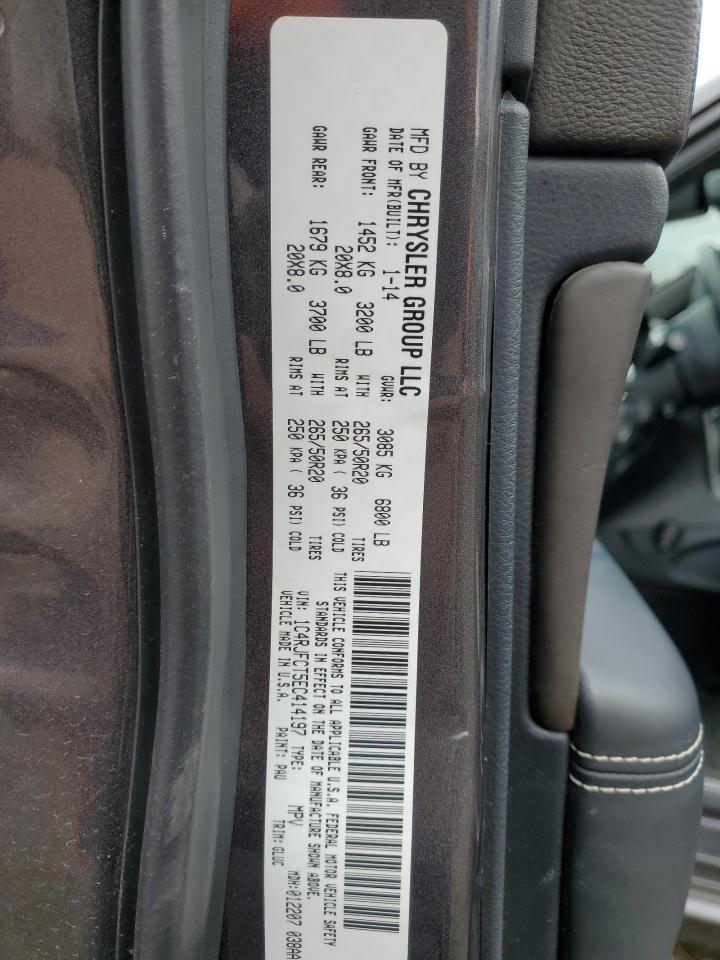 MFD BY CHRYSLER GROUP LLC
DATE OF MFR(BUILT): 1-14 GVWR: 3085 KG 6800 LB
GAWR FRONT: 1452 KG 3200 LB WITH 265/50R20 TIRES
20X8.0 RIMS AT 250 KPA ( 36 PSI) COLD
GAWR REAR: 1679 KG 3700 LB WITH 265/50R20 TIRES
20X8.0 RIMS AT 250 KPA ( 36 PSI) COLD
THIS VEHICLE CONFORMS TO ALL APPLICABLE U.S.A. FEDERAL MOTOR VEHICLE SAFETY
STANDARDS IN EFFECT ON THE DATE OF MANUFACTURE SHOWN ABOVE.
VIN: 1C4RJFCT5EC414197 TYPE: MPV MDH:012207 038AA
VEHICLE MADE IN U.S.A. PAINT: PAU TRIM: GLUC